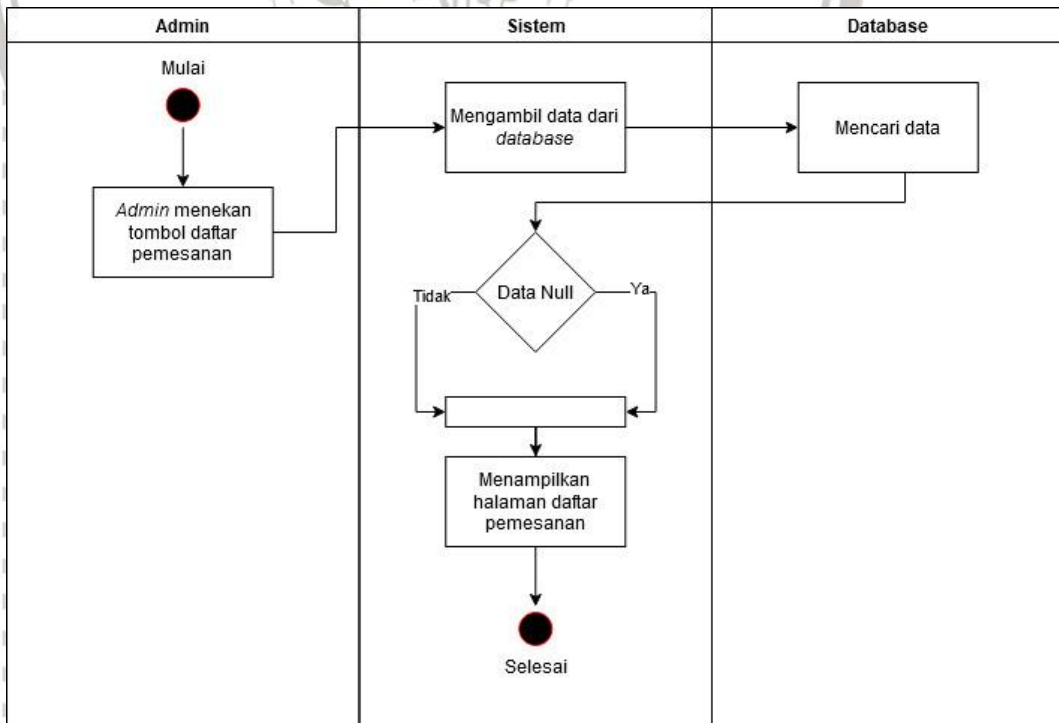 Admin
Sistem
Database
Mulai
Mengambil data dari
database
Mencari data
Admin menekan
tombol daftar
pemesanan
Data Null
Tidak
Ya
Menampilkan
halaman daftar
pemesanan
Selesai